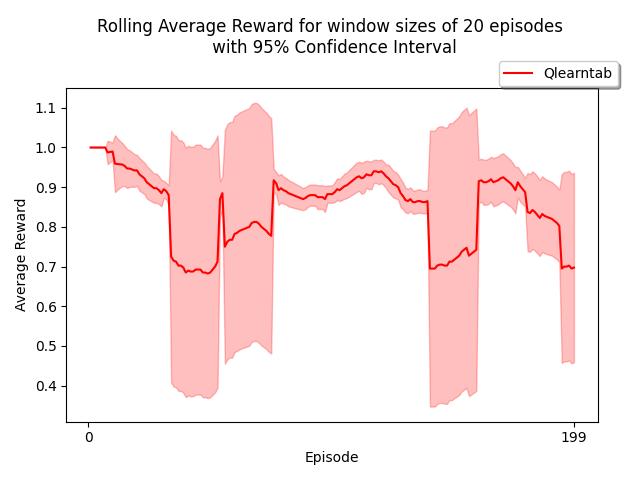 Rolling Average Reward for window sizes of 20 episodes
with 95% Confidence Interval
Qlearntab
1.1
1.0
0.9
0.8
0.7
0.6
0.5
0.4
Average Reward
0
199
Episode